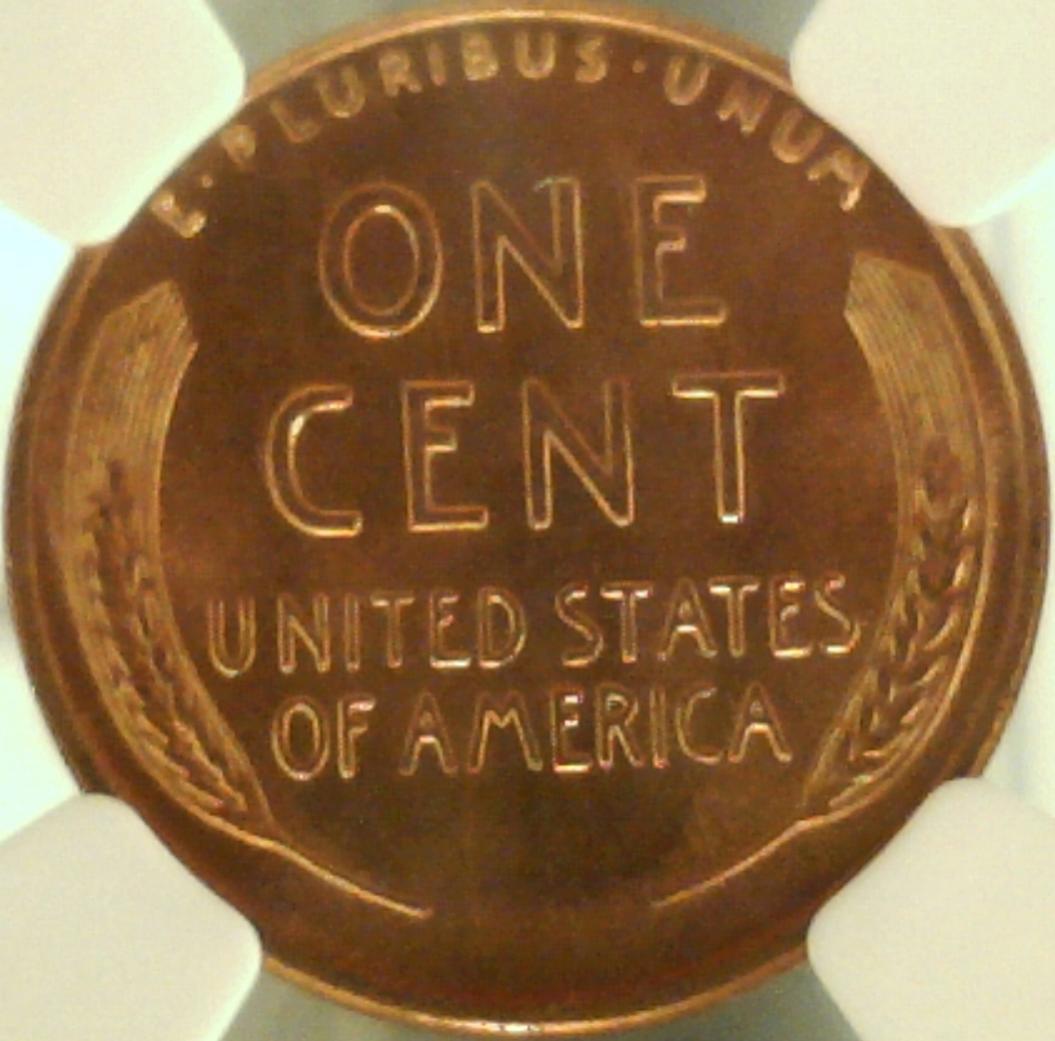 E·PLURIBUS·UNUM
ONE
CENT
UNITED STATES
OF AMERICA